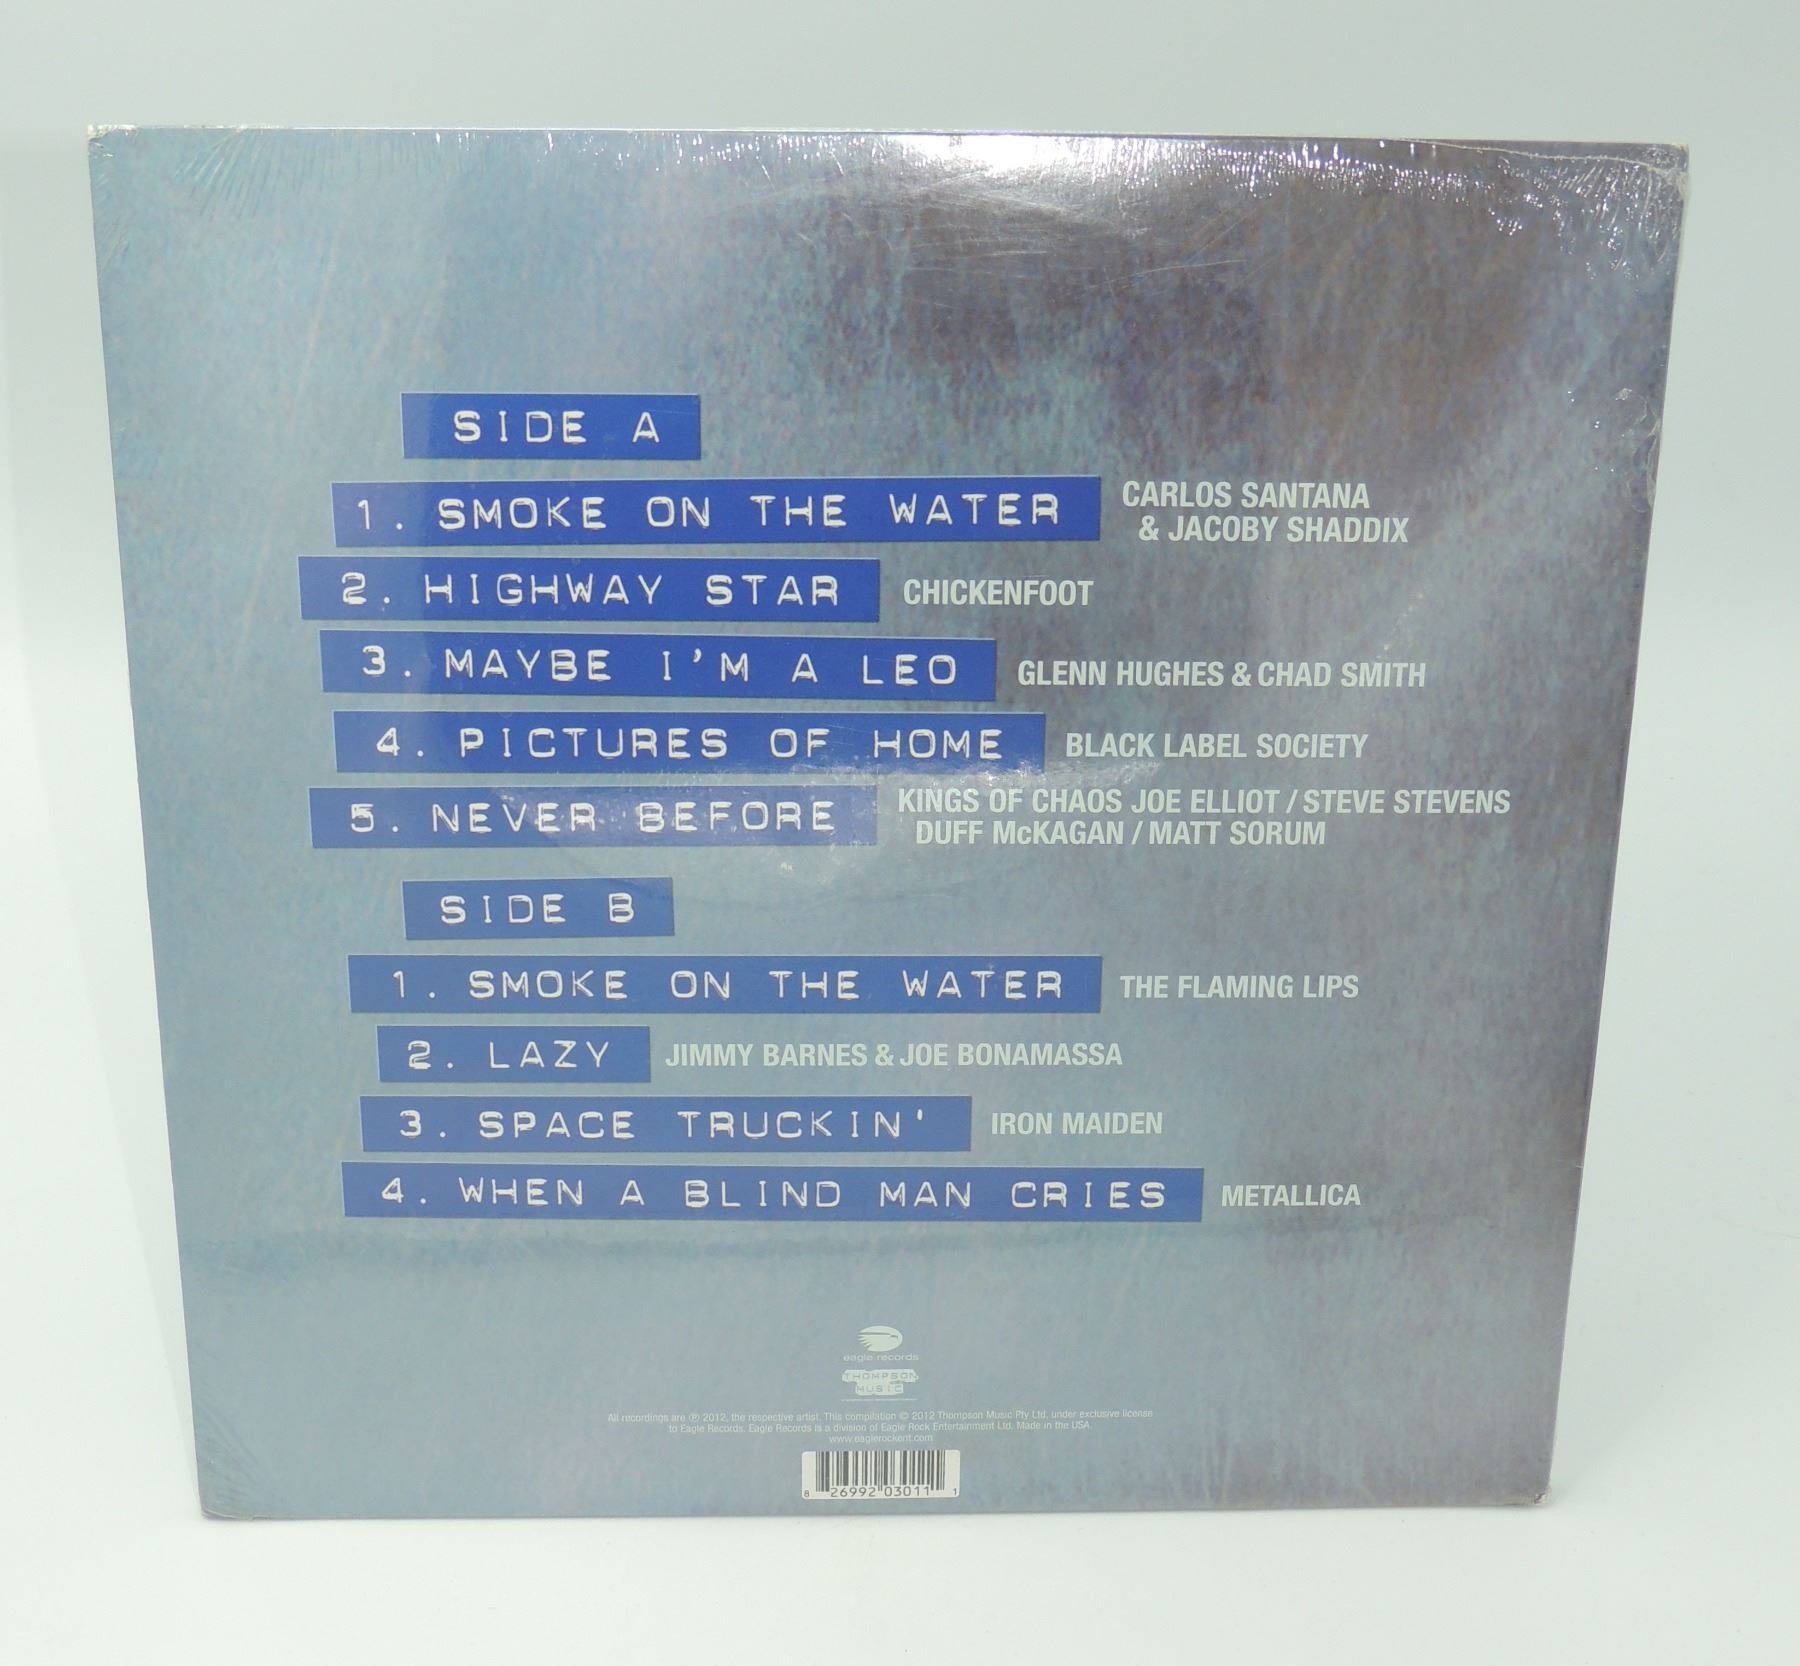 SIDE A
1. SMOKE ON THE WATER CARLOS SANTANA
& JACOBY SHADDIX
2. HIGHWAY STAR CHICKENFOOT
3. MAYBE I'M A LEO GLENN HUGHES & CHAD SMITH
4. PICTURES OF HOME BLACK LABEL SOCIETY
5. NEVER BEFORE KINGS OF CHAOS JOE ELLIOT / STEVE STEVENS
DUFF McKAGAN / MATT SORUM
SIDE B
1. SMOKE ON THE WATER THE FLAMING LIPS
2. LAZY JIMMY BARNES & JOE BONAMASSA
3. SPACE TRUCKIN' IRON MAIDEN
4. WHEN A BLIND MAN CRIES METALLICA
eagle records
THOMPSON
MUSIC
All recordings are ℗ 2012, the respective artist. This compilation © 2012 Thompson Music Pty Ltd, under exclusive license
to Eagle Records. Eagle Records is a division of Eagle Rock Entertainment Ltd. Made in the USA.
www.eaglerockent.com
8 26992 03011 1